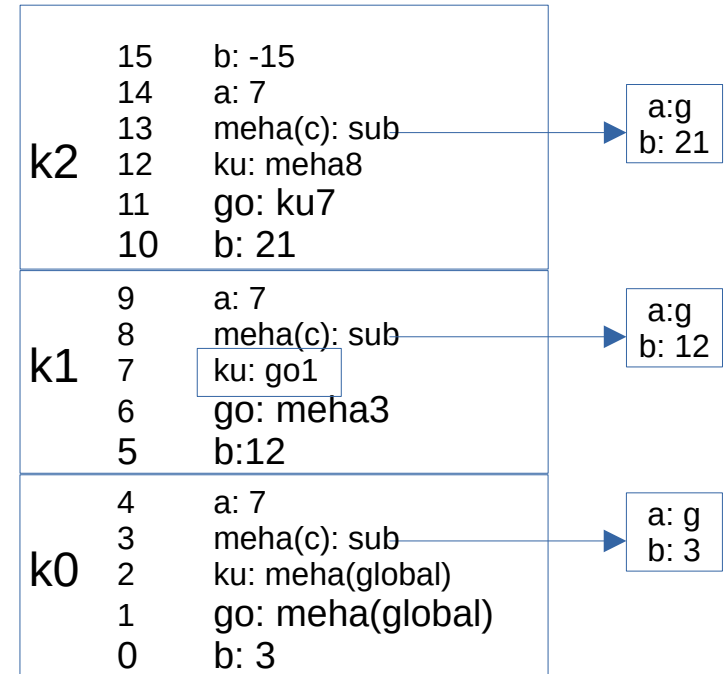 15 b: -15
14 a: 7
13 meha(c): sub
k2 12 ku: meha8
11 go: ku7
10 b: 21
a:g
b: 21
9 a: 7
8 meha(c): sub
k1 7 ku: go1
6 go: meha3
5 b:12
a:g
b: 12
4 a: 7
3 meha(c): sub
k0 2 ku: meha(global)
1 go: meha(global)
0 b: 3
a: g
b: 3